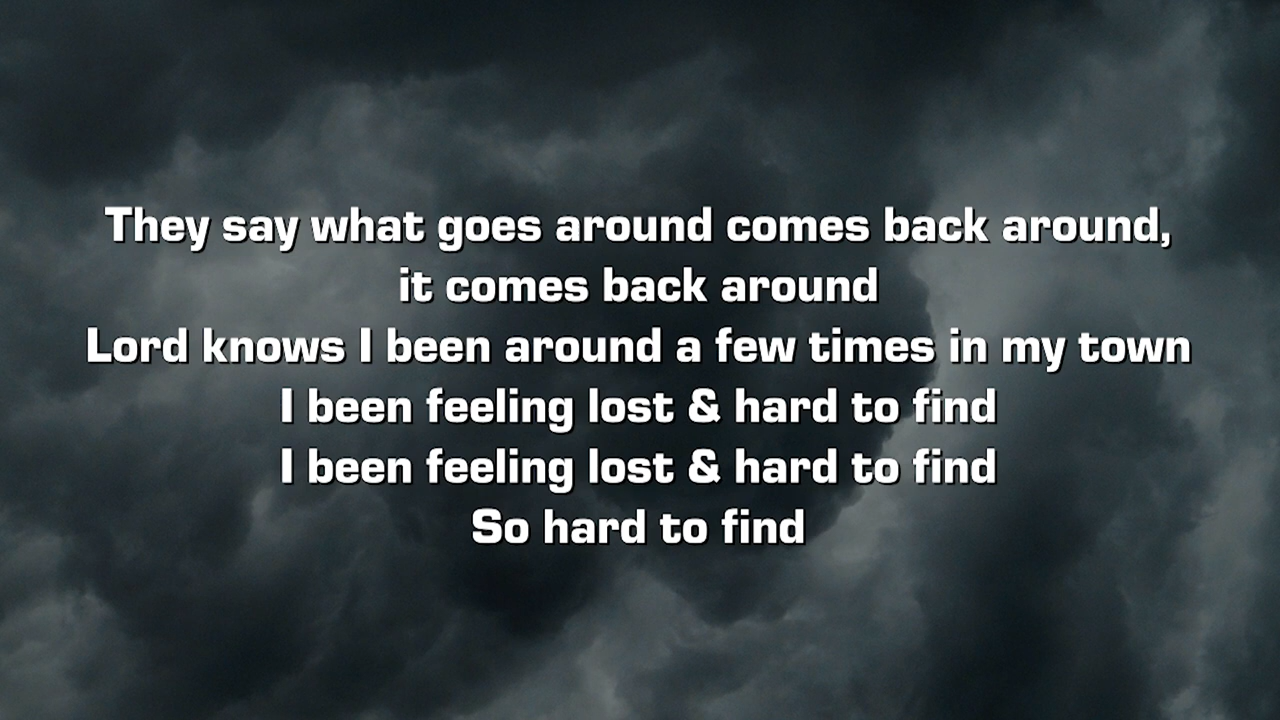 They say what goes around comes back around,
it comes back around
Lord knows I been around a few times in my town
I been feeling lost & hard to find
I been feeling lost & hard to find
So hard to find